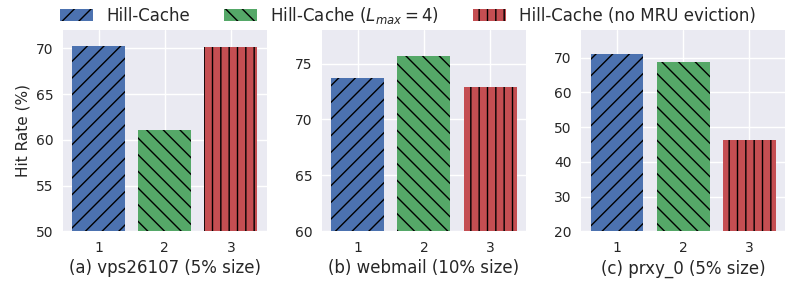 Hill-Cache Hill-Cache (L_max = 4) Hill-Cache (no MRU eviction)
Hit Rate (%)
70
65
60
55
50
1 2 3
(a) vps26107 (5% size)
75
70
65
60
1 2 3
(b) webmail (10% size)
70
60
50
40
30
20
1 2 3
(c) prxy_0 (5% size)